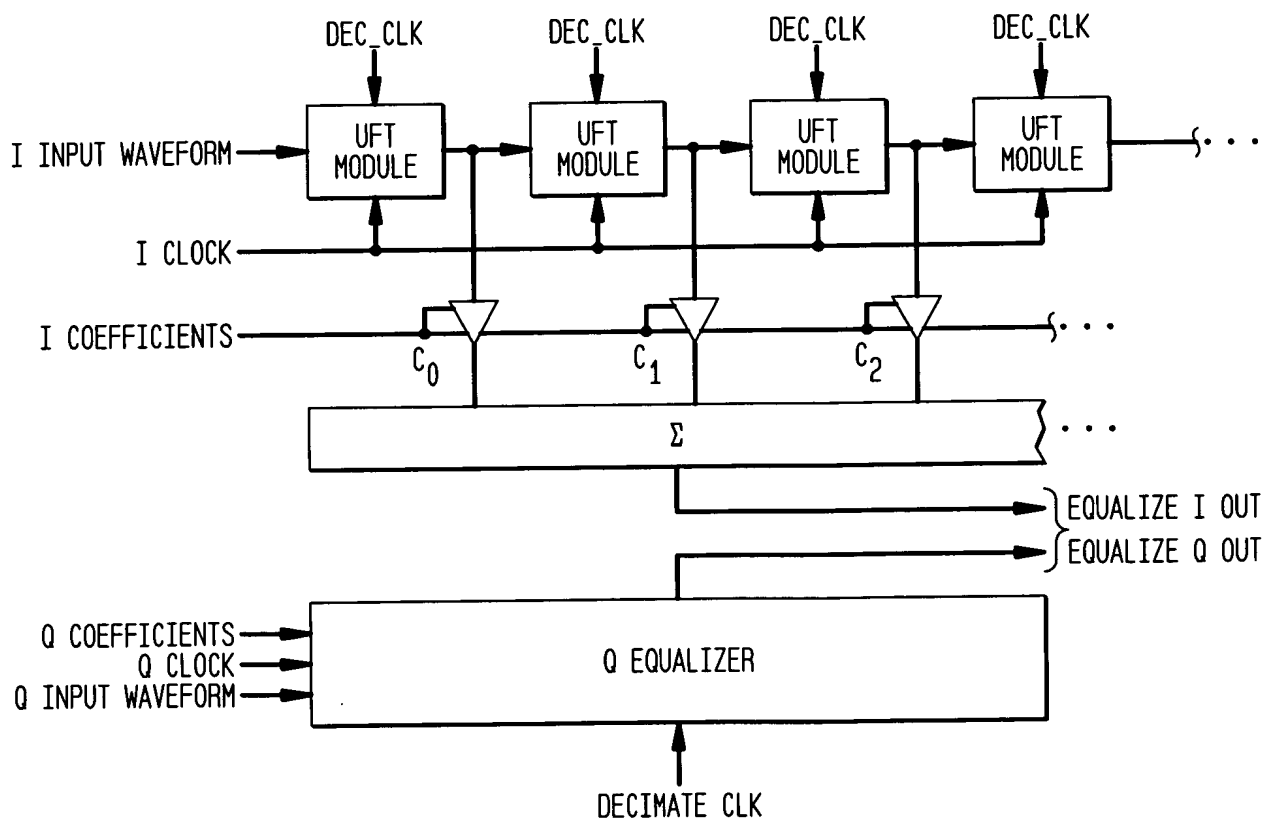 DEC_CLK DEC_CLK DEC_CLK DEC_CLK
UFT MODULE
UFT MODULE
UFT MODULE
UFT MODULE
I INPUT WAVEFORM
I CLOCK
I COEFFICIENTS
C0 C1 C2
Σ
EQUALIZE I OUT
EQUALIZE Q OUT
Q COEFFICIENTS
Q CLOCK
Q INPUT WAVEFORM
Q EQUALIZER
DECIMATE CLK